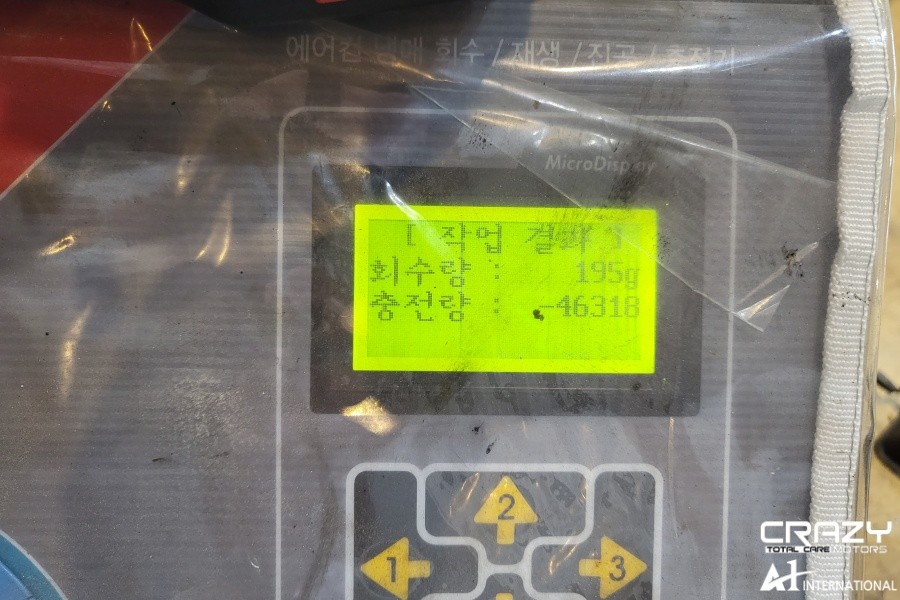 에어컨 냉매 회수 / 재생 / 진공 / 충전기
MicroDisplay
[ 작업 결과 ]
회수량 : 195g
충전량 : -46318
2
1
3
CRAZY
TOTAL CARE MOTORS
A1 INTERNATIONAL